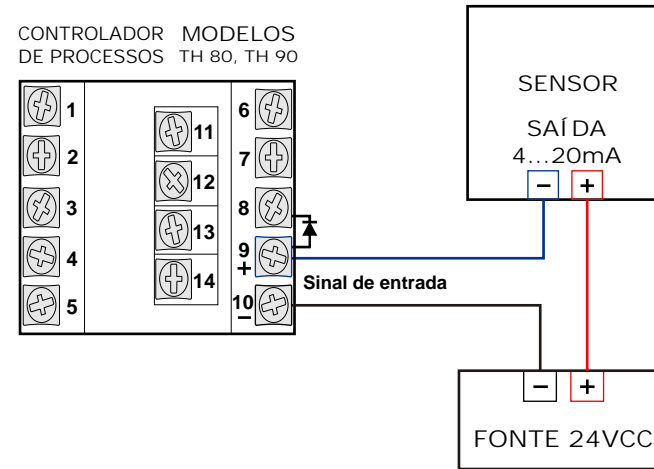 CONTROLADOR MODELOS
DE PROCESSOS TH 80, TH 90
1
2
3
4
5
11
12
13
14
6
7
8
9
+
10
−
Sinal de entrada
SENSOR
SAÍDA
4...20mA
− +
− +
FONTE 24VCC